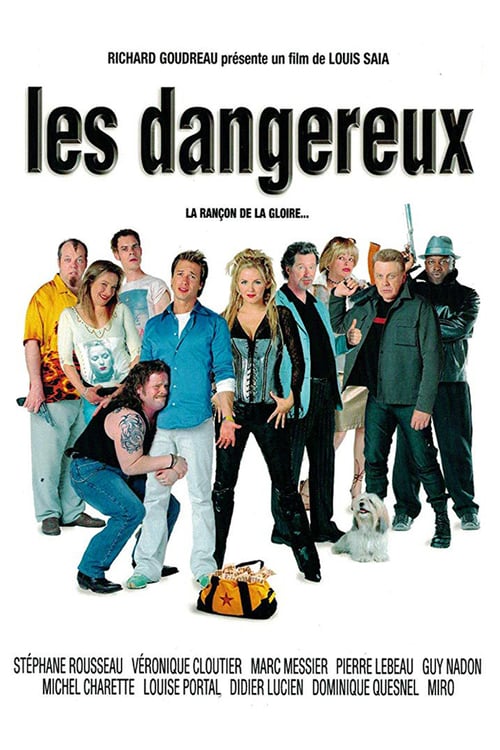 RICHARD GOUDREAU présente un film de LOUIS SAIA
les dangereux
LA RANÇON DE LA GLOIRE...
STÉPHANE ROUSSEAU VÉRONIQUE CLOUTIER MARC MESSIER PIERRE LEBEAU GUY NADON
MICHEL CHARETTE LOUISE PORTAL DIDIER LUCIEN DOMINIQUE QUESNEL MIRO